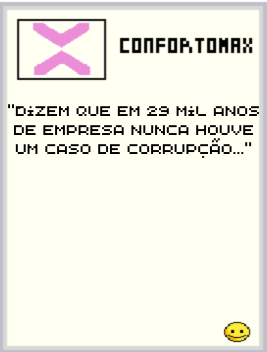 CONFORTOMAX
"DiZEM QUE EM 29 MiL ANOS
DE EMPRESA NUNCA HOUVE
UM CASO DE CORRUPÇÃO..."